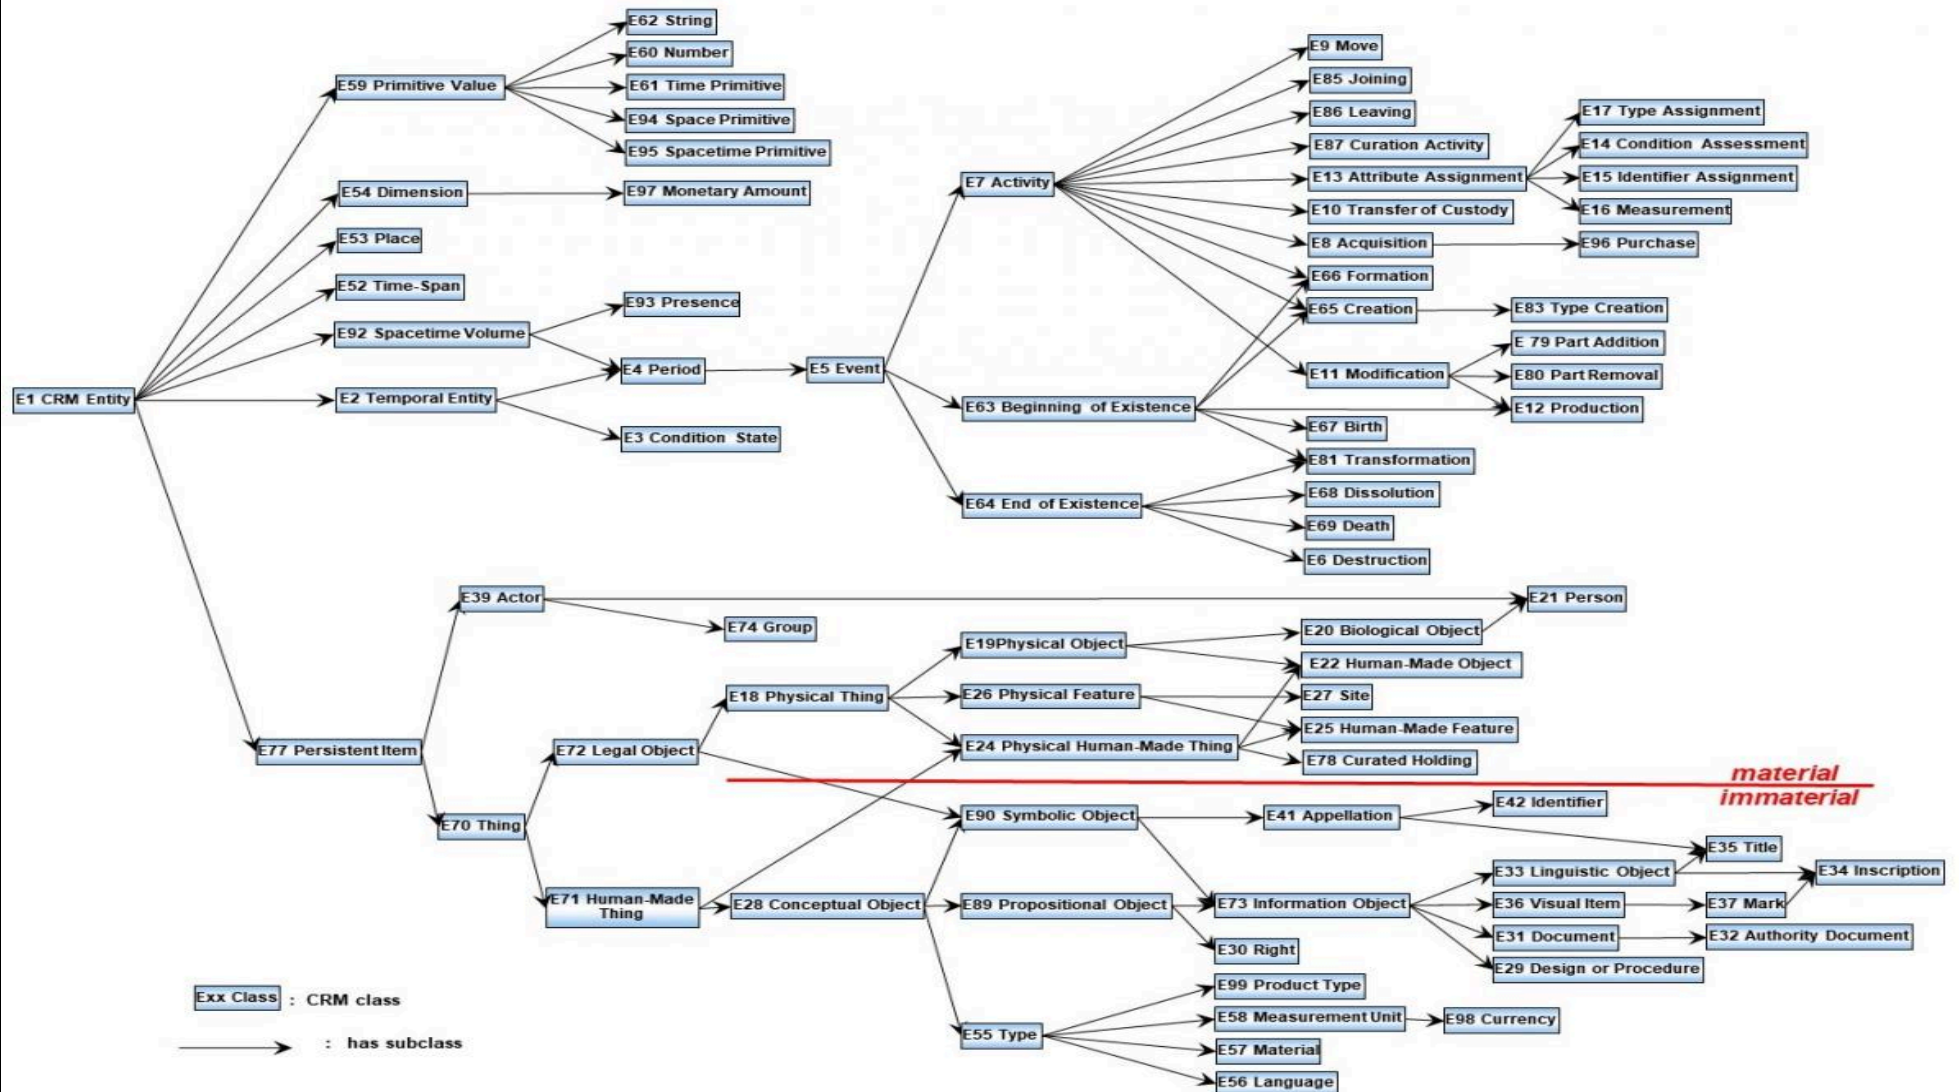 E62 String
E60 Number
E59 Primitive Value
E61 Time Primitive
E94 Space Primitive
E95 Spacetime Primitive
E54 Dimension
E97 Monetary Amount
E53 Place
E52 Time-Span
E93 Presence
E92 Spacetime Volume
E4 Period
E5 Event
E1 CRM Entity
E2 Temporal Entity
E3 Condition State
E9 Move
E85 Joining
E86 Leaving
E17 Type Assignment
E87 Curation Activity
E14 Condition Assessment
E7 Activity
E13 Attribute Assignment
E15 Identifier Assignment
E10 Transfer of Custody
E16 Measurement
E8 Acquisition
E96 Purchase
E66 Formation
E65 Creation
E83 Type Creation
E 79 Part Addition
E11 Modification
E80 Part Removal
E63 Beginning of Existence
E12 Production
E67 Birth
E81 Transformation
E64 End of Existence
E68 Dissolution
E69 Death
E6 Destruction
E39 Actor
E21 Person
E74 Group
E19Physical Object
E20 Biological Object
E22 Human-Made Object
E18 Physical Thing
E26 Physical Feature
E27 Site
E25 Human-Made Feature
E77 Persistent Item
E72 Legal Object
E24 Physical Human-Made Thing
E78 Curated Holding
material
immaterial
E70 Thing
E90 Symbolic Object
E41 Appellation
E42 Identifier
E35 Title
E33 Linguistic Object
E34 Inscription
E71 Human-Made
Thing
E28 Conceptual Object
E89 Propositional Object
E73 Information Object
E36 Visual Item
E37 Mark
E31 Document
E32 Authority Document
E30 Right
E29 Design or Procedure
E99 Product Type
E58 Measurement Unit
E98 Currency
E55 Type
E57 Material
E56 Language
Exx Class : CRM class
: has subclass